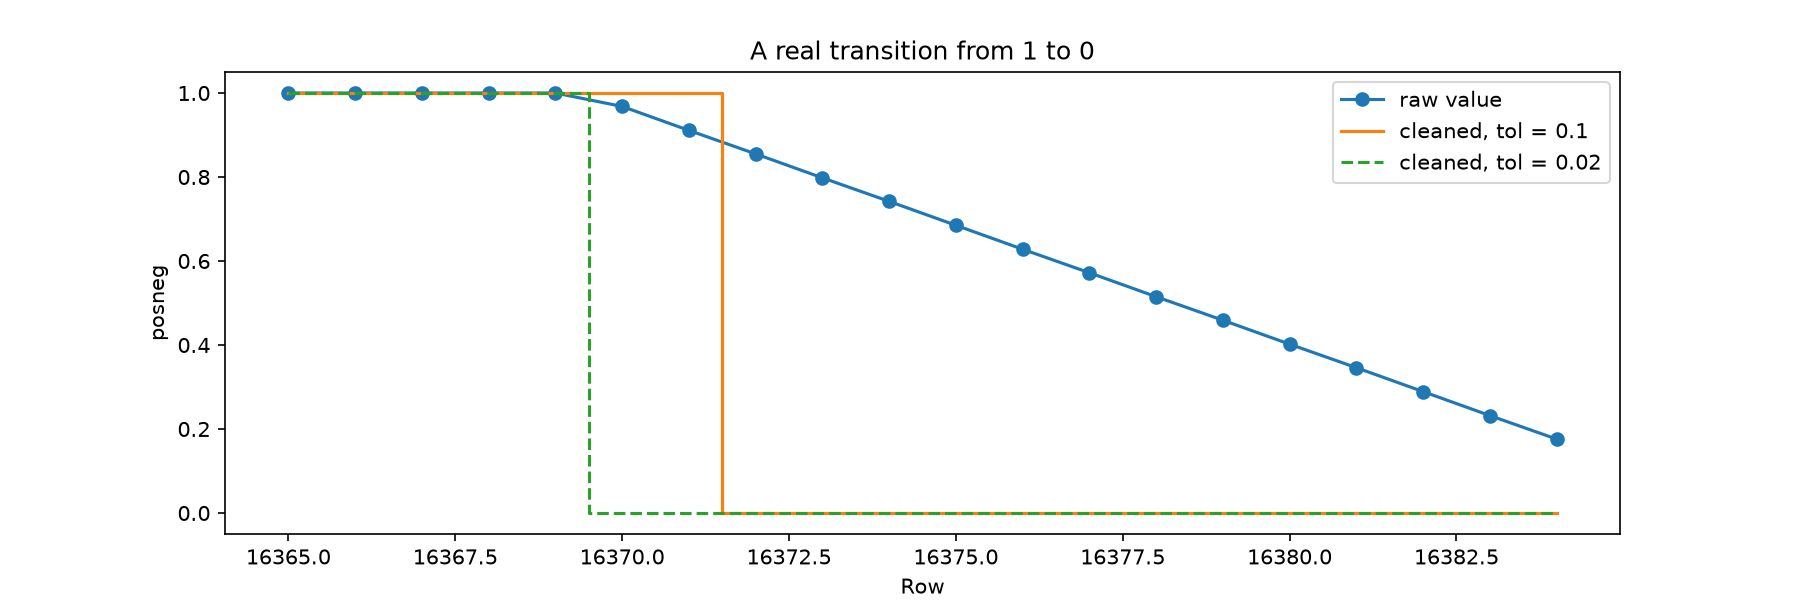 A real transition from 1 to 0
raw value
cleaned, tol = 0.1
cleaned, tol = 0.02
posneg
1.0
0.8
0.6
0.4
0.2
0.0
16365.0 16367.5 16370.0 16372.5 16375.0 16377.5 16380.0 16382.5
Row